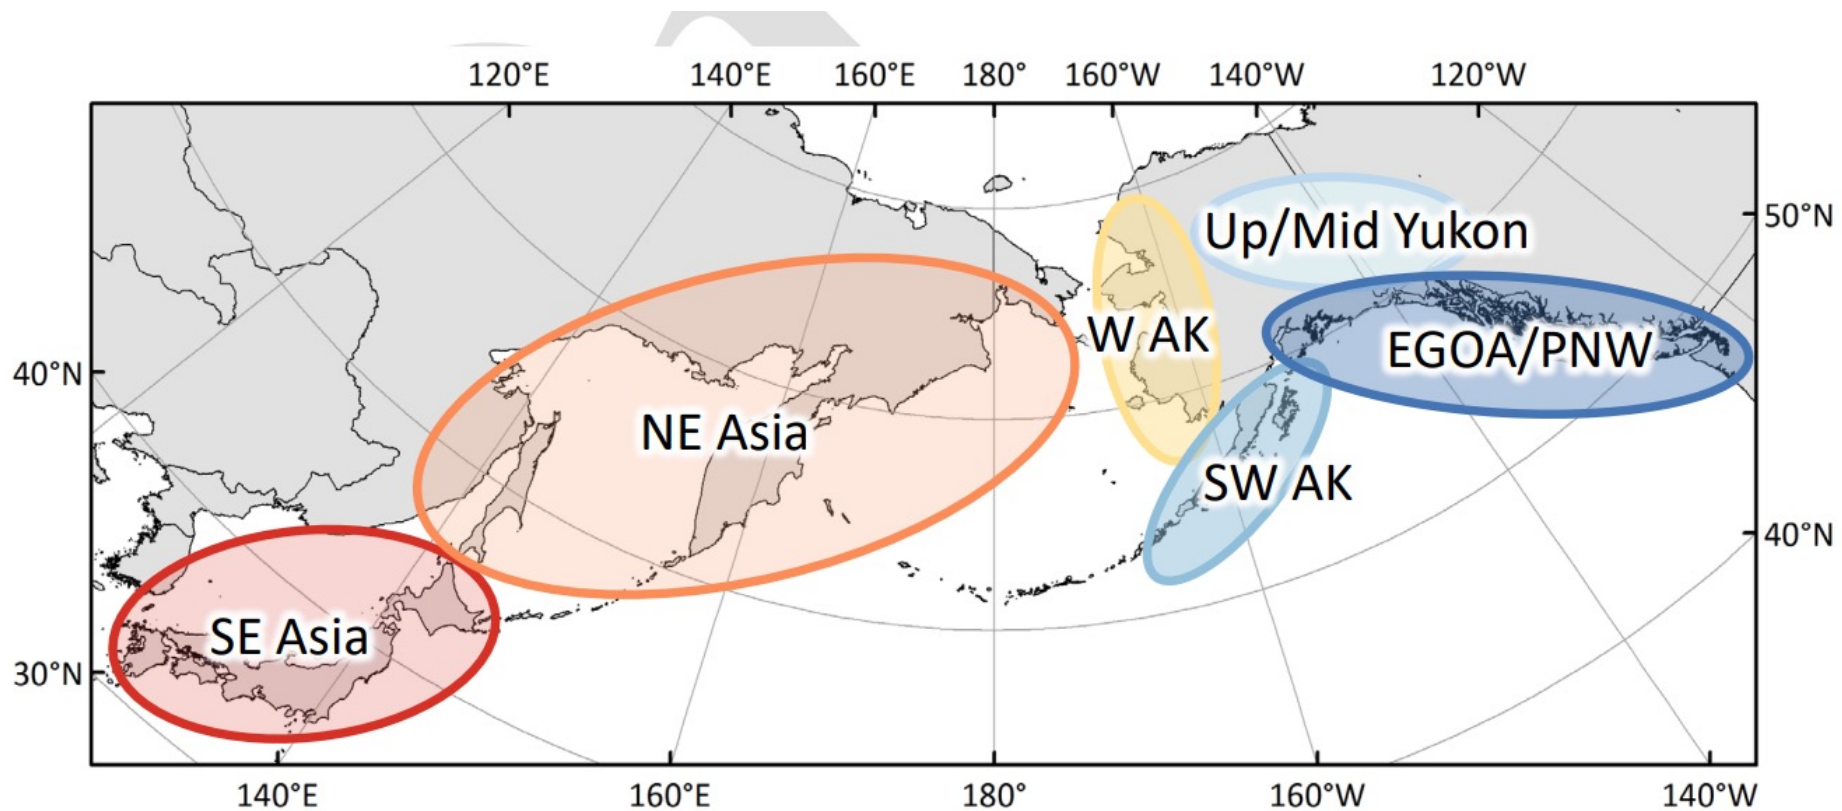 120°E 140°E 160°E 180° 160°W 140°W 120°W
50°N
Up/Mid Yukon
W AK
EGOA/PNW
40°N
NE Asia
SW AK
40°N
SE Asia
30°N
140°E 160°E 180° 160°W 140°W